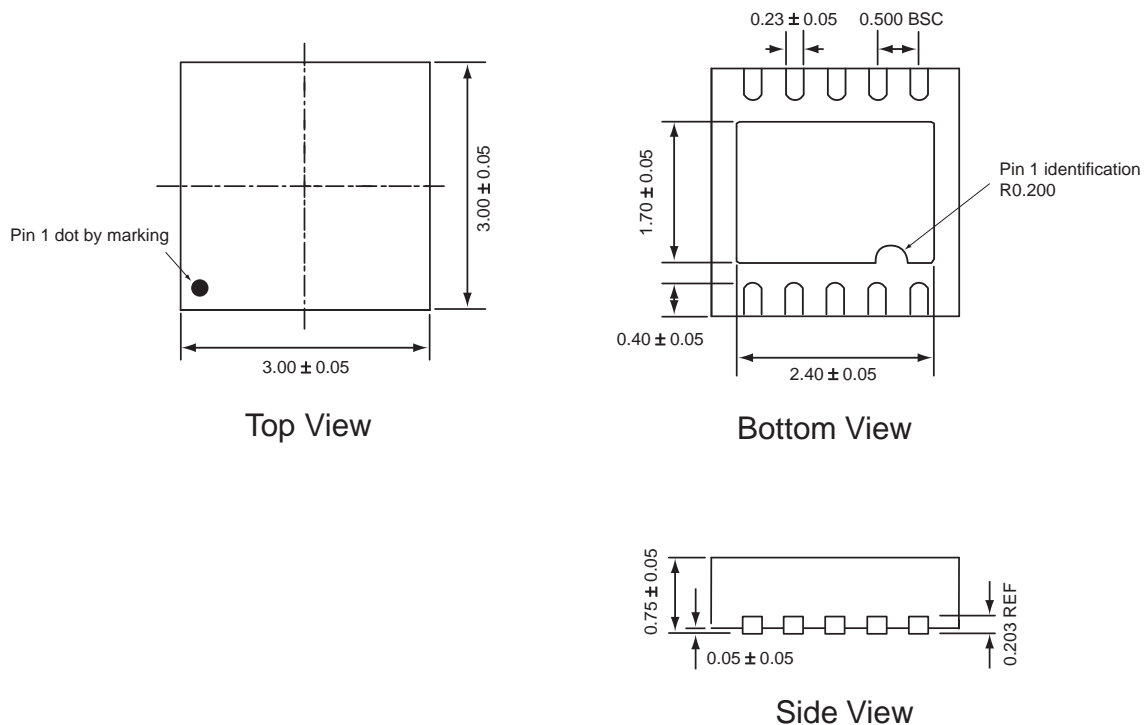 0.23 ± 0.05
0.500 BSC
3.00 ± 0.05
1.70 ± 0.05
Pin 1 identification
R0.200
Pin 1 dot by marking
0.40 ± 0.05
3.00 ± 0.05
2.40 ± 0.05
Top View
Bottom View
0.75 ± 0.05
0.203 REF
0.05 ± 0.05
Side View